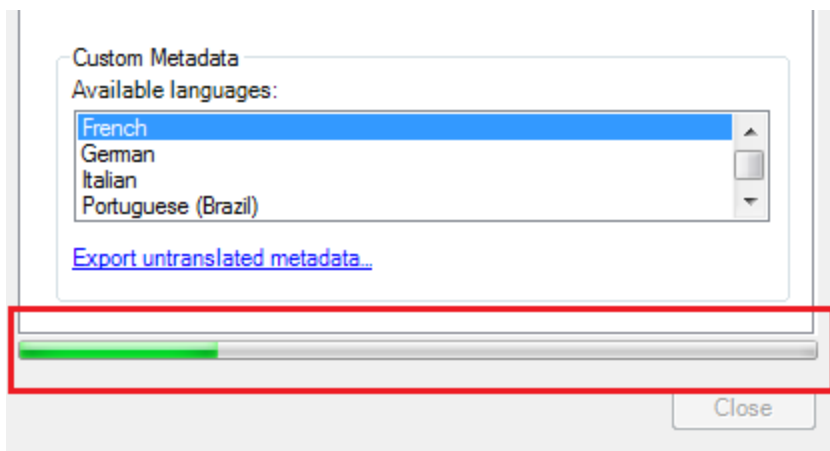 Custom Metadata
Available languages:
French
German
Italian
Portuguese (Brazil)
Export untranslated metadata...
Close